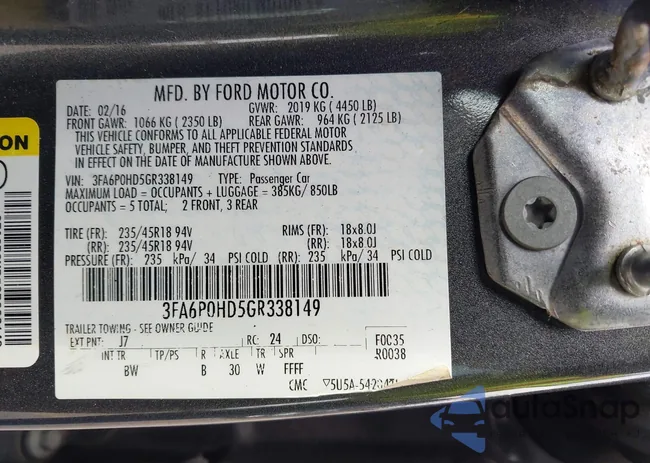 ON
MFD. BY FORD MOTOR CO.
DATE: 02/16 GVWR: 2019 KG ( 4450 LB)
FRONT GAWR: 1066 KG ( 2350 LB) REAR GAWR: 964 KG ( 2125 LB)
THIS VEHICLE CONFORMS TO ALL APPLICABLE FEDERAL MOTOR
VEHICLE SAFETY, BUMPER, AND THEFT PREVENTION STANDARDS
IN EFFECT ON THE DATE OF MANUFACTURE SHOWN ABOVE.
VIN: 3FA6P0HD5GR338149 TYPE: Passenger Car
MAXIMUM LOAD = OCCUPANTS + LUGGAGE = 385KG/ 850LB
OCCUPANTS = 5 TOTAL; 2 FRONT, 3 REAR
TIRE (FR): 235/45R18 94V RIMS (FR): 18x8.0J
(RR): 235/45R18 94V (RR): 18x8.0J
PRESSURE (FR): 235 kPa/ 34 PSI COLD (RR): 235 kPa/ 34 PSI COLD
3FA6P0HD5GR338149
TRAILER TOWING - SEE OWNER GUIDE
EXT PNT: J7 RC: 24 DSO: F0035
INT TR TP/PS R AXLE TR SPR R0038
BW B 30 W FFFF
CMC ▽5U5A-
autoSnap